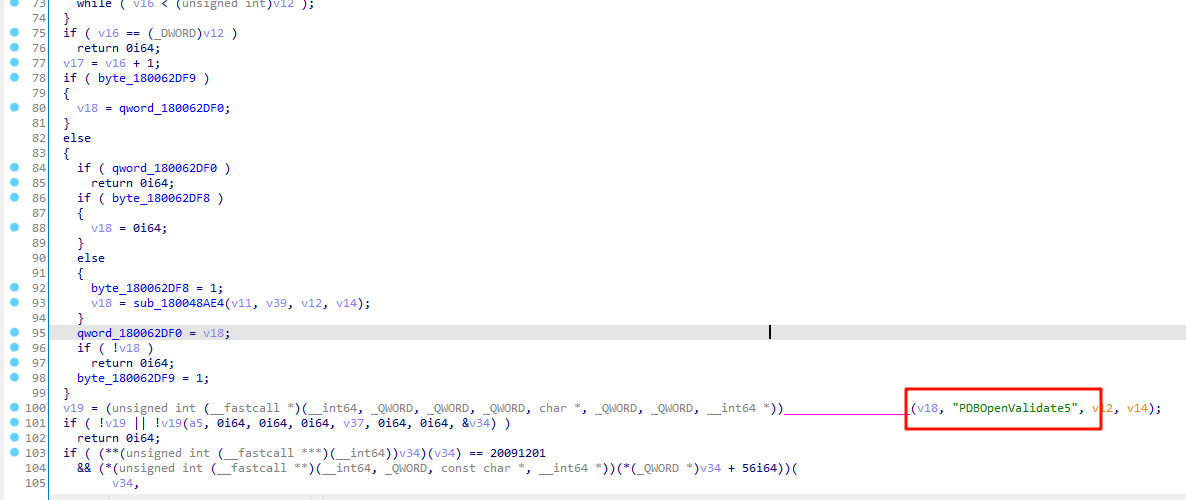 73 while ( v16 < (unsigned int)v12 );
74 }
75 if ( v16 == (_DWORD)v12 )
76 return 0i64;
77 v17 = v16 + 1;
78 if ( byte_180062DF9 )
79 {
80 v18 = qword_180062DF0;
81 }
82 else
83 {
84 if ( qword_180062DF0 )
85 return 0i64;
86 if ( byte_180062DF8 )
87 {
88 v18 = 0i64;
89 }
90 else
91 {
92 byte_180062DF8 = 1;
93 v18 = sub_180048AE4(v11, v39, v12, v14);
94 }
95 qword_180062DF0 = v18;
96 if ( !v18 )
97 return 0i64;
98 byte_180062DF9 = 1;
99 }
100 v19 = (unsigned int (__fastcall *)(__int64, _QWORD, _QWORD, _QWORD, char *, _QWORD, _QWORD, __int64 *))(v18, "PDBOpenValidate5", v12, v14);
101 if ( !v19 || !v19(a5, 0i64, 0i64, 0i64, v37, 0i64, 0i64, &v34) )
102 return 0i64;
103 if ( (**(unsigned int (__fastcall ***)(__int64))v34)(v34) == 20091201
104 && (*(unsigned int (__fastcall **)(__int64, _QWORD, const char *, __int64 *))(*(_QWORD *)v34 + 56i64))(
105 v34,